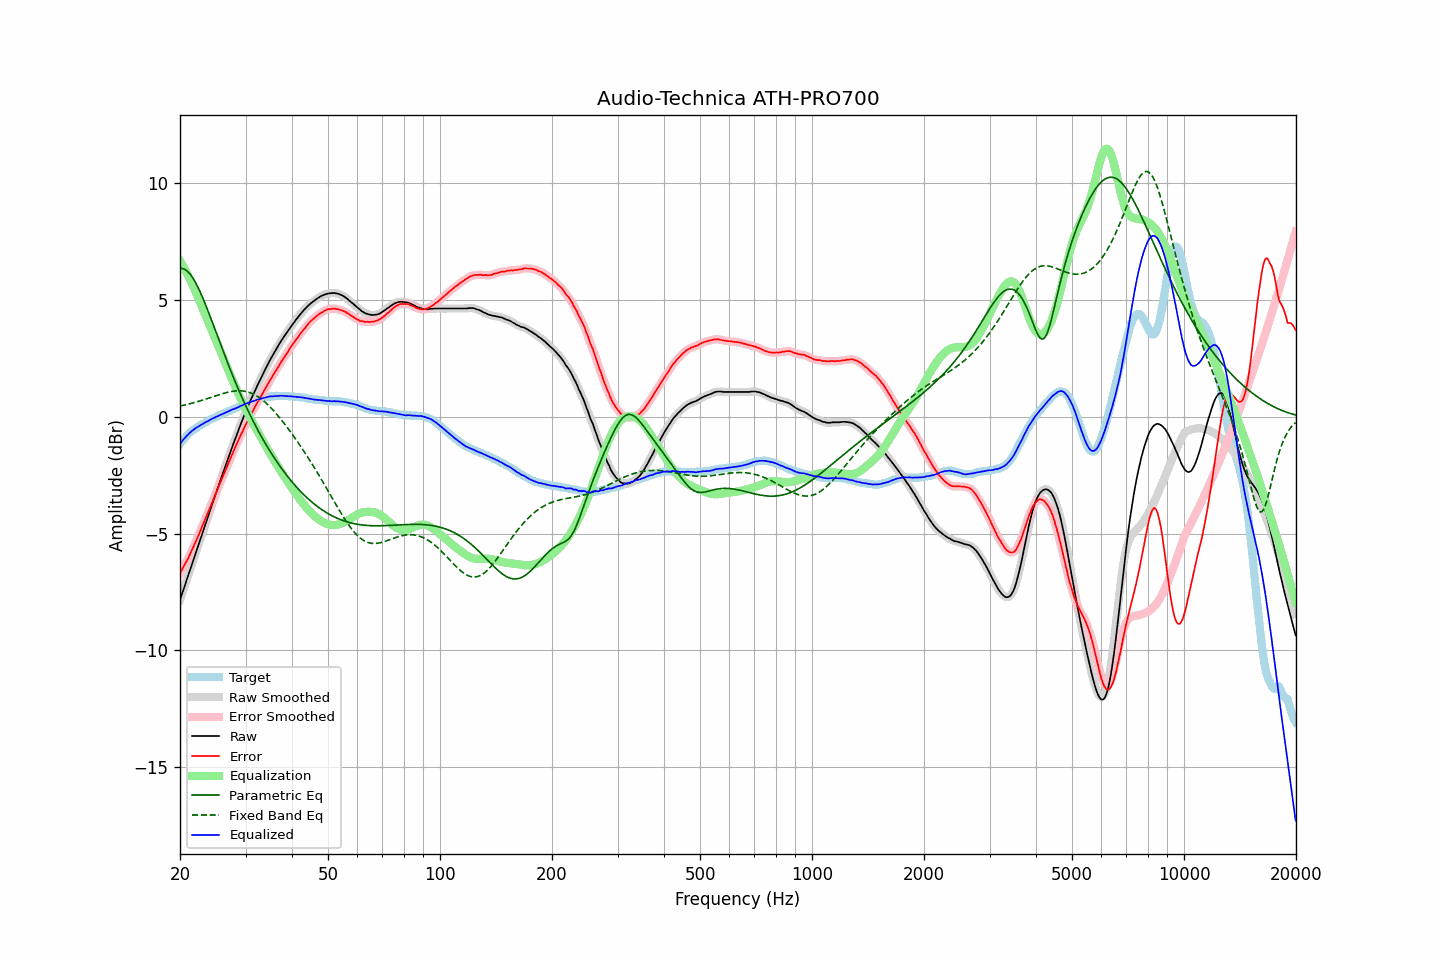 Audio-Technica ATH-PRO700
Amplitude (dBr)
10
5
0
−5
−10
−15
Target
Raw Smoothed
Error Smoothed
Raw
Error
Equalization
Parametric Eq
Fixed Band Eq
Equalized
20 50 100 200 500 1000 2000 5000 10000 20000
Frequency (Hz)